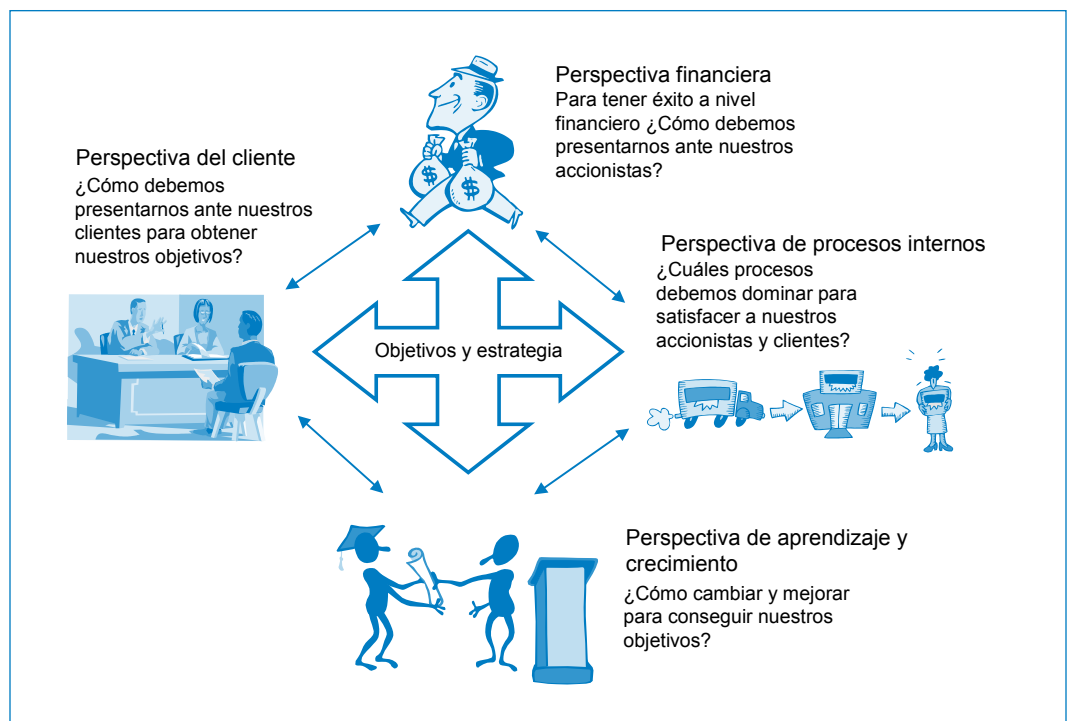 Perspectiva financiera
Para tener éxito a nivel
financiero ¿Cómo debemos
presentarnos ante nuestros
accionistas?
Perspectiva del cliente
¿Cómo debemos
presentarnos ante nuestros
clientes para obtener
nuestros objetivos?
$
$
Perspectiva de procesos internos
¿Cuáles procesos
debemos dominar para
satisfacer a nuestros
accionistas y clientes?
Objetivos y estrategia
Perspectiva de aprendizaje y
crecimiento
¿Cómo cambiar y mejorar
para conseguir nuestros
objetivos?